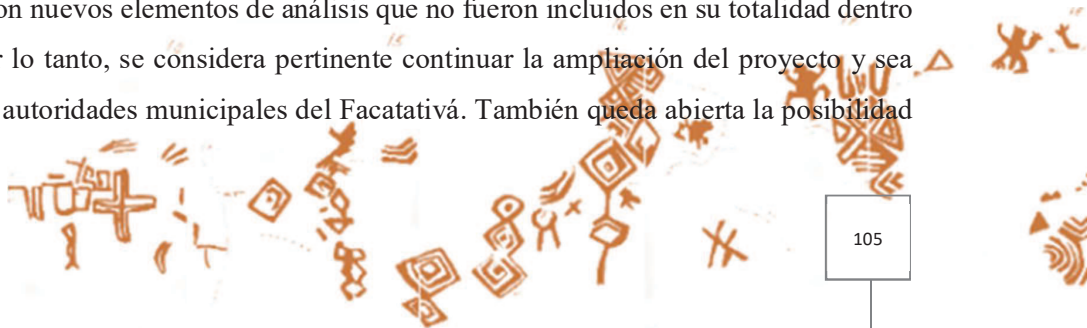 on nuevos elementos de análisis que no fueron incluidos en su totalidad dentro
lo tanto, se considera pertinente continuar la ampliación del proyecto y sea
autoridades municipales del Facatativá. También queda abierta la posibilidad
105